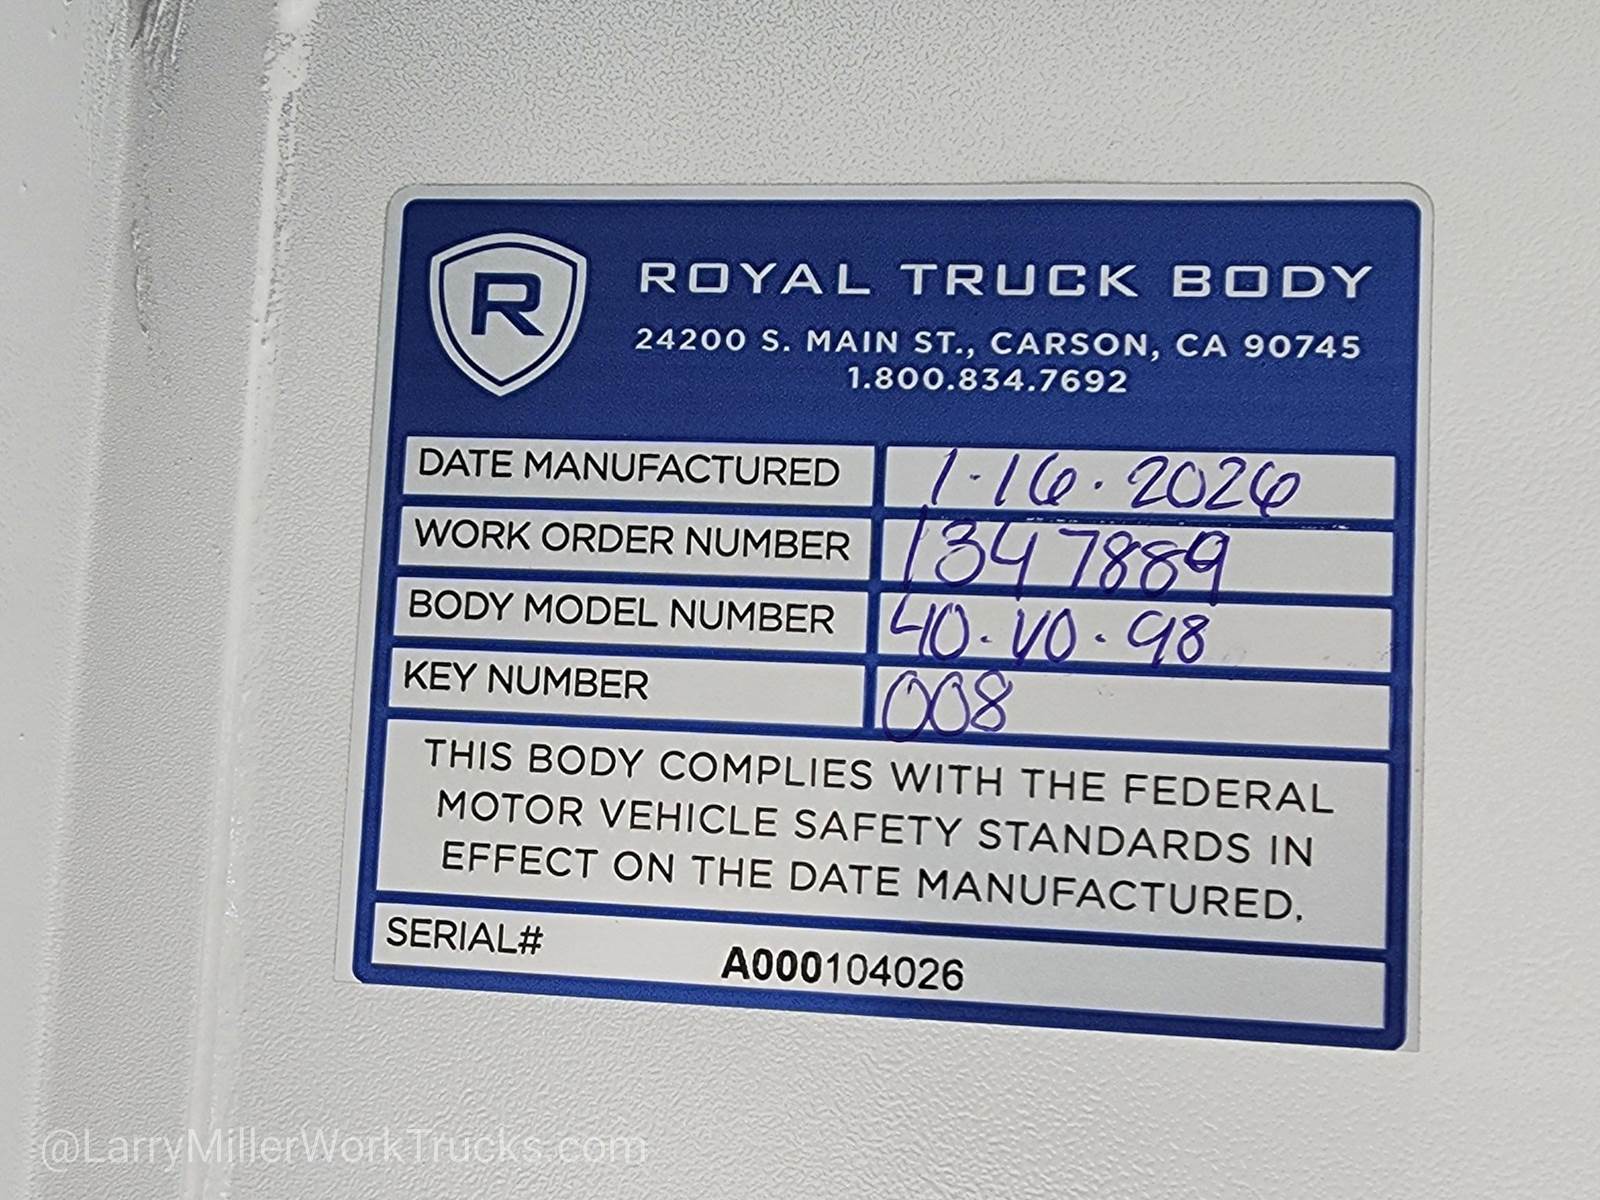 R
ROYAL TRUCK BODY
24200 S. MAIN ST., CARSON, CA 90745
1.800.834.7692
DATE MANUFACTURED 1-16-2026
WORK ORDER NUMBER 1347889
BODY MODEL NUMBER 40-VO-98
KEY NUMBER 008
THIS BODY COMPLIES WITH THE FEDERAL
MOTOR VEHICLE SAFETY STANDARDS IN
EFFECT ON THE DATE MANUFACTURED.
SERIAL# A000104026
@LarryMillerWorkTrucks.com